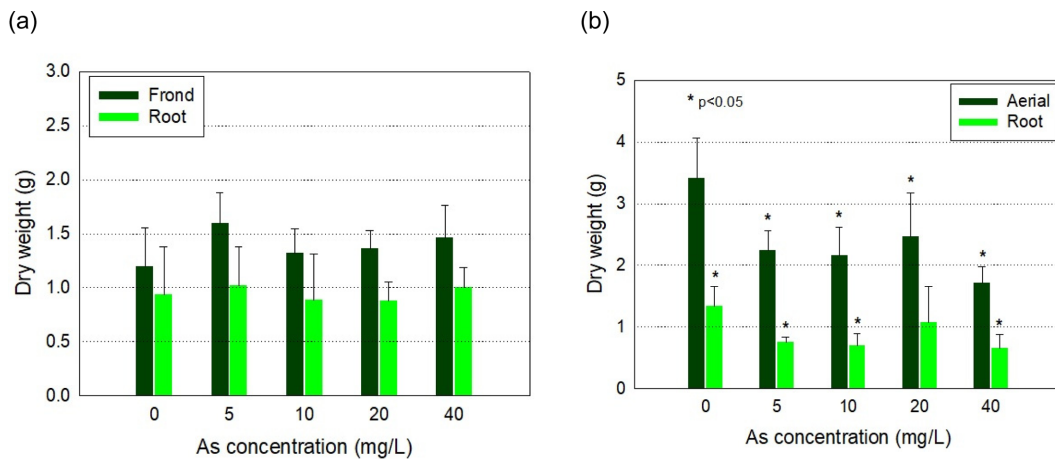 (a)
3.0
2.5
2.0
1.5
1.0
0.5
0.0
Dry weight (g)
Frond
Root
0 5 10 20 40
As concentration (mg/L)
(b)
5
4
3
2
1
0
Dry weight (g)
* p<0.05
Aerial
Root
*
*
*
*
*
*
*
*
0 5 10 20 40
As concentration (mg/L)